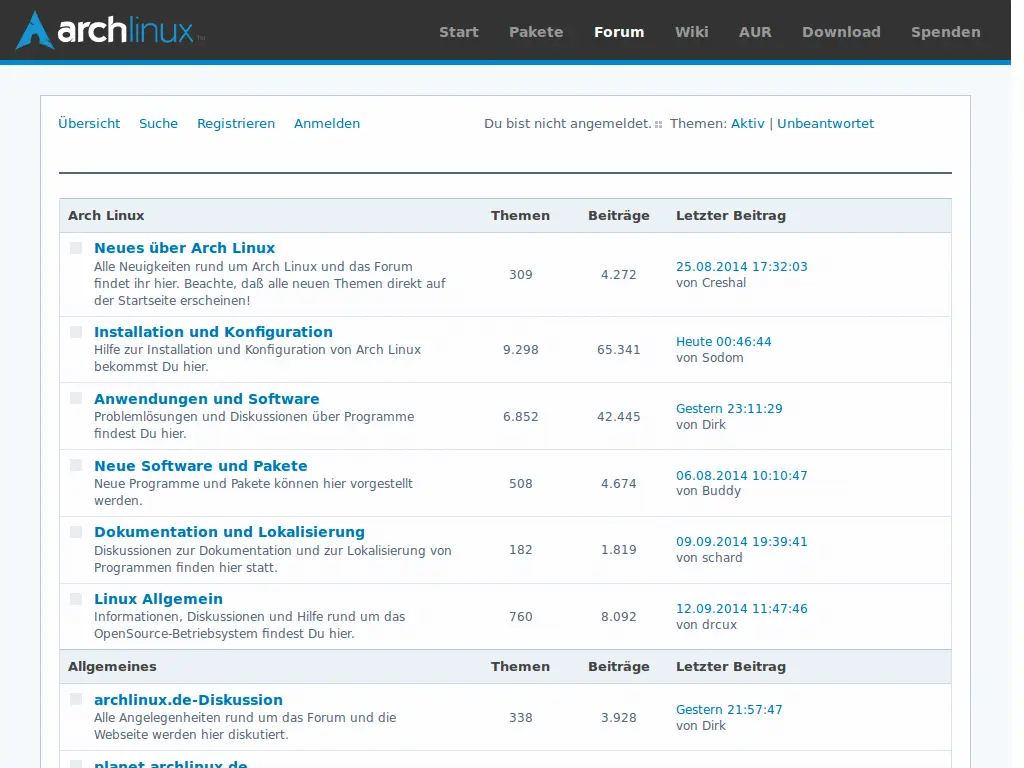 archlinux™
Start Pakete Forum Wiki AUR Download Spenden
Übersicht Suche Registrieren Anmelden Du bist nicht angemeldet. Themen: Aktiv | Unbeantwortet
Arch Linux Themen Beiträge Letzter Beitrag
Neues über Arch Linux
Alle Neuigkeiten rund um Arch Linux und das Forum
findet ihr hier. Beachte, daß alle neuen Themen direkt auf
der Startseite erscheinen!
309 4.272
25.08.2014 17:32:03
von Creshal
Installation und Konfiguration
Hilfe zur Installation und Konfiguration von Arch Linux
bekommst Du hier.
9.298 65.341
Heute 00:46:44
von Sodom
Anwendungen und Software
Problemlösungen und Diskussionen über Programme
findest Du hier.
6.852 42.445
Gestern 23:11:29
von Dirk
Neue Software und Pakete
Neue Programme und Pakete können hier vorgestellt
werden.
508 4.674
06.08.2014 10:10:47
von Buddy
Dokumentation und Lokalisierung
Diskussionen zur Dokumentation und zur Lokalisierung von
Programmen finden hier statt.
182 1.819
09.09.2014 19:39:41
von schard
Linux Allgemein
Informationen, Diskussionen und Hilfe rund um das
OpenSource-Betriebsystem findest Du hier.
760 8.092
12.09.2014 11:47:46
von drcux
Allgemeines Themen Beiträge Letzter Beitrag
archlinux.de-Diskussion
Alle Angelegenheiten rund um das Forum und die
Webseite werden hier diskutiert.
338 3.928
Gestern 21:57:47
von Dirk
planet.archlinux.de